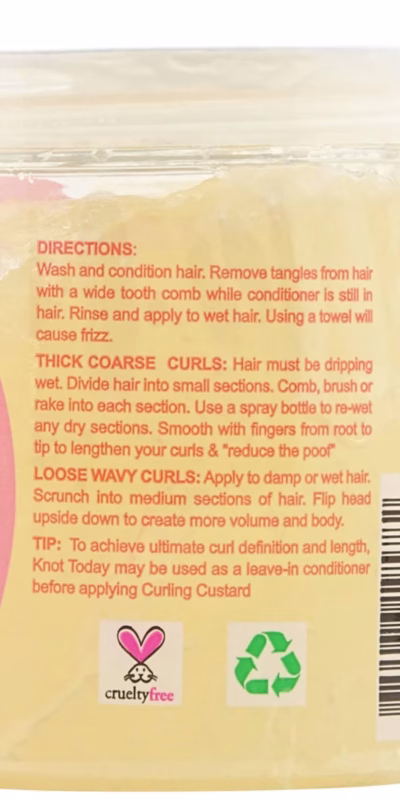 DIRECTIONS:
Wash and condition hair. Remove tangles from hair
with a wide tooth comb while conditioner is still in
hair. Rinse and apply to wet hair. Using a towel will
cause frizz.
THICK COARSE CURLS: Hair must be dripping
wet. Divide hair into small sections. Comb, brush or
rake into each section. Use a spray bottle to re-wet
any dry sections. Smooth with fingers from root to
tip to lengthen your curls & "reduce the poof"
LOOSE WAVY CURLS: Apply to damp or wet hair.
Scrunch into medium sections of hair. Flip head
upside down to create more volume and body.
TIP: To achieve ultimate curl definition and length,
Knot Today may be used as a leave-in conditioner
before applying Curling Custard
crueltyfree